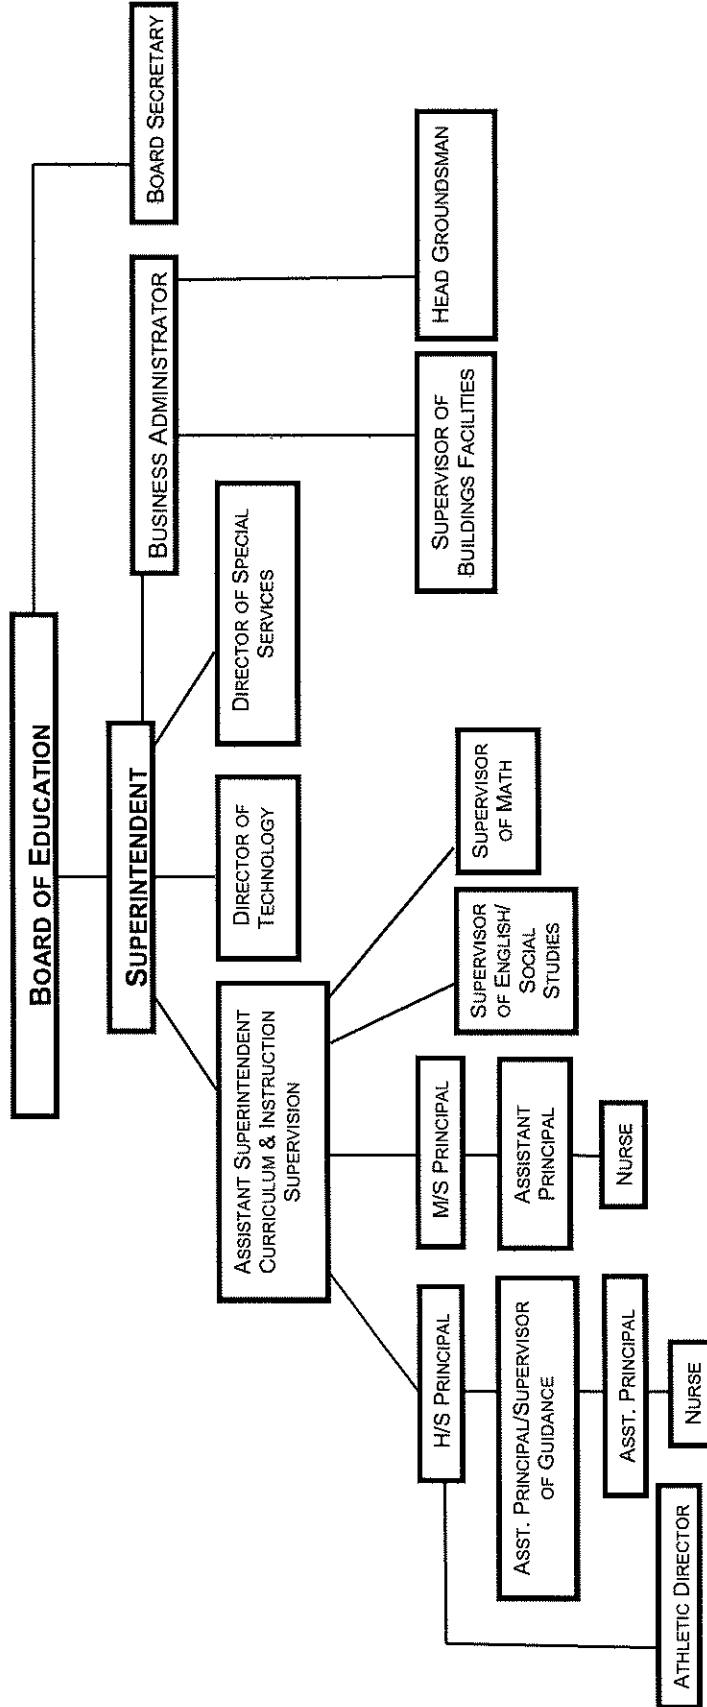 BOARD OF EDUCATION
SUPERINTENDENT
BOARD SECRETARY
BUSINESS ADMINISTRATOR
ASSISTANT SUPERINTENDENT
CURRICULUM & INSTRUCTION
SUPERVISION
DIRECTOR OF
TECHNOLOGY
DIRECTOR OF SPECIAL
SERVICES
H/S PRINCIPAL
M/S PRINCIPAL
SUPERVISOR
OF ENGLISH/
SOCIAL
STUDIES
SUPERVISOR
OF MATH
SUPERVISOR OF
BUILDINGS FACILITIES
HEAD GROUNDSMAN
ASST. PRINCIPAL/SUPERVISOR
OF GUIDANCE
ASSISTANT
PRINCIPAL
ASST. PRINCIPAL
NURSE
ATHLETIC DIRECTOR
NURSE